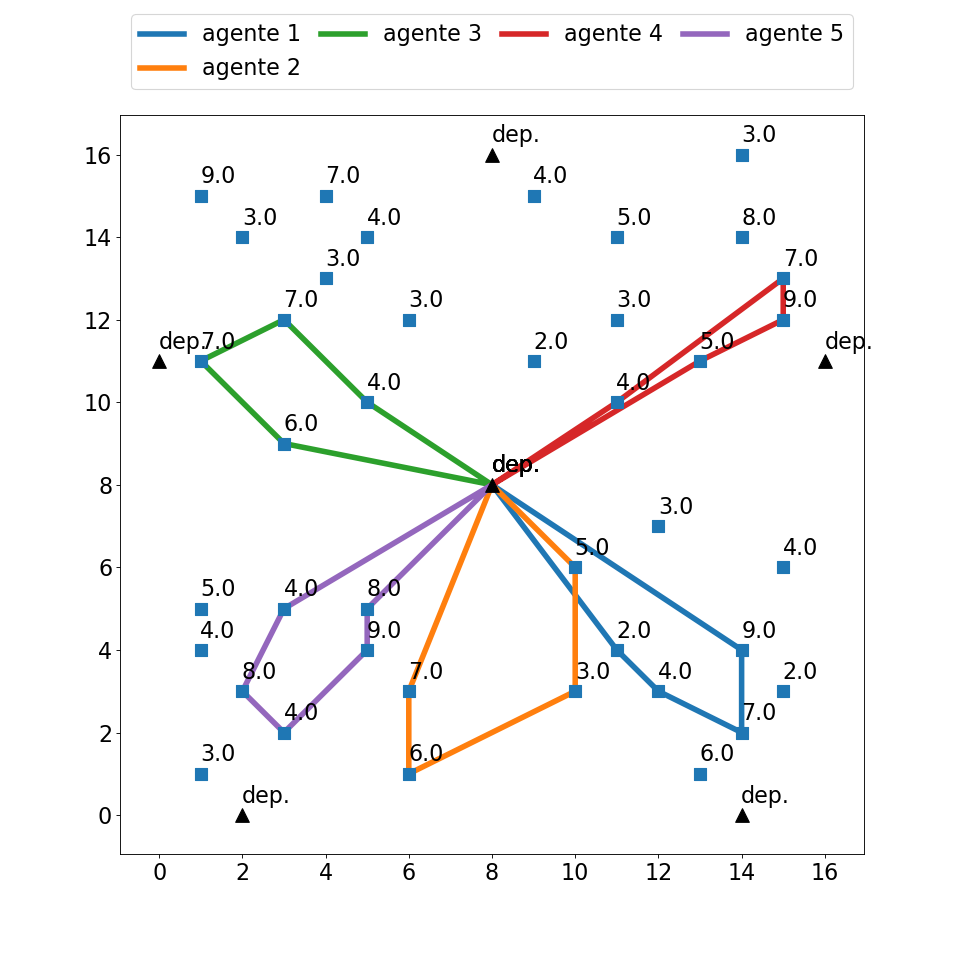 agente 1 agente 3 agente 4 agente 5
agente 2
dep. 3.0
16
9.0 7.0 4.0
3.0 4.0 5.0 8.0
14
3.0 7.0
7.0 3.0 3.0 9.0
12
dep. 7.0 2.0 5.0 dep.
4.0 4.0
10
6.0
dep.
8
3.0
5.0 4.0
6
5.0 4.0 8.0
4.0 9.0 2.0 9.0
4
8.0 7.0 3.0 4.0 2.0
4.0 7.0
2
3.0 6.0 6.0
dep. dep.
0
0 2 4 6 8 10 12 14 16